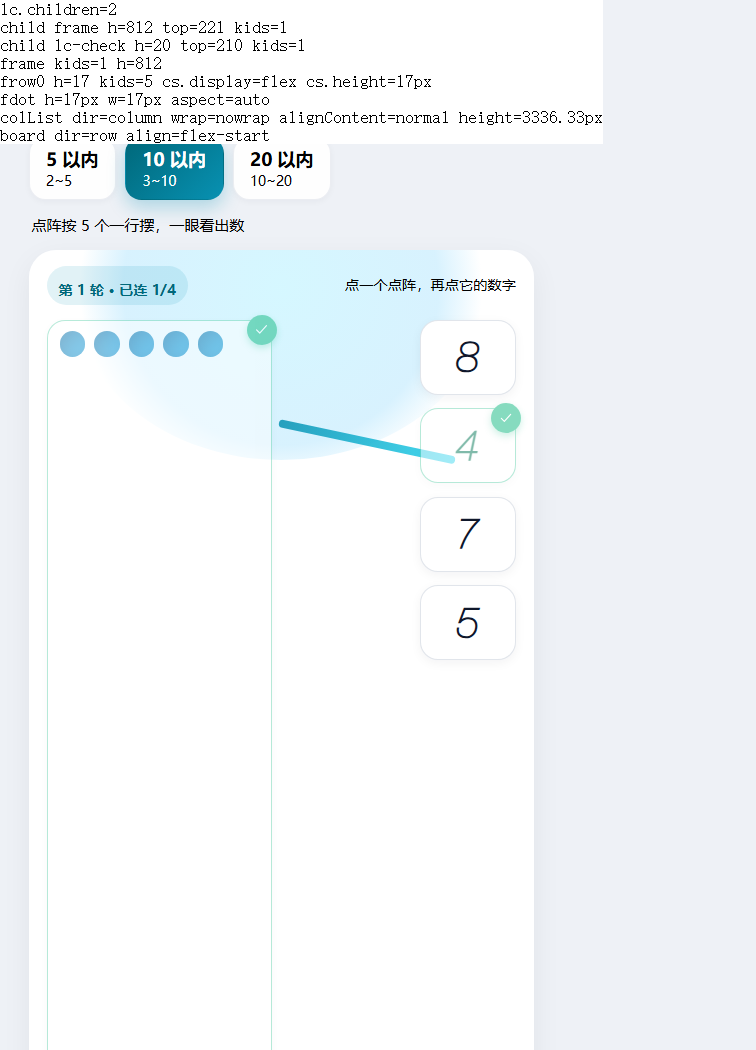 lc.children=2
child frame h=812 top=221 kids=1
child lc-check h=20 top=210 kids=1
frame kids=1 h=812
frow0 h=17 kids=5 cs.display=flex cs.height=17px
fdot h=17px w=17px aspect=auto
colList dir=column wrap=nowrap alignContent=normal height=3336.33px
board dir=row align=flex-start
5 以内
2~5
10 以内
3~10
20 以内
10~20
点阵按 5 个一行摆，一眼看出数
第 1 轮 • 已连 1/4
点一个点阵，再点它的数字
8
4
7
5